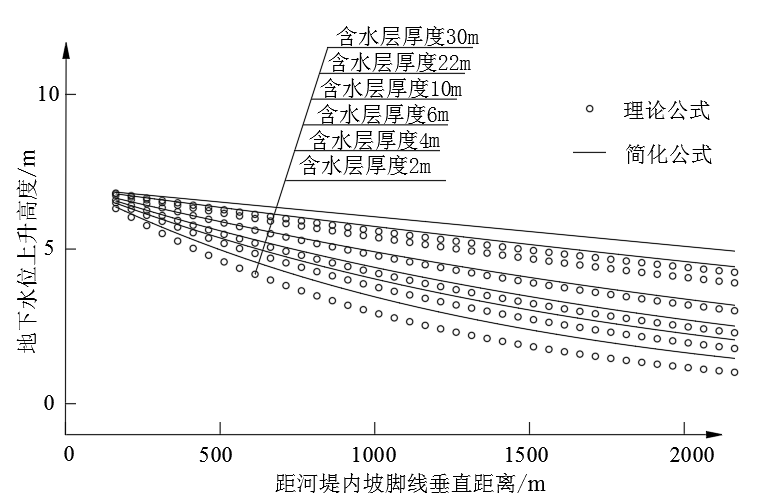 含水层厚度30m
含水层厚度22m
含水层厚度10m
含水层厚度6m
含水层厚度4m
含水层厚度2m
理论公式
简化公式
地下水位上升高度/m
10
5
0
0
500
1000
1500
2000
距河堤内坡脚线垂直距离/m